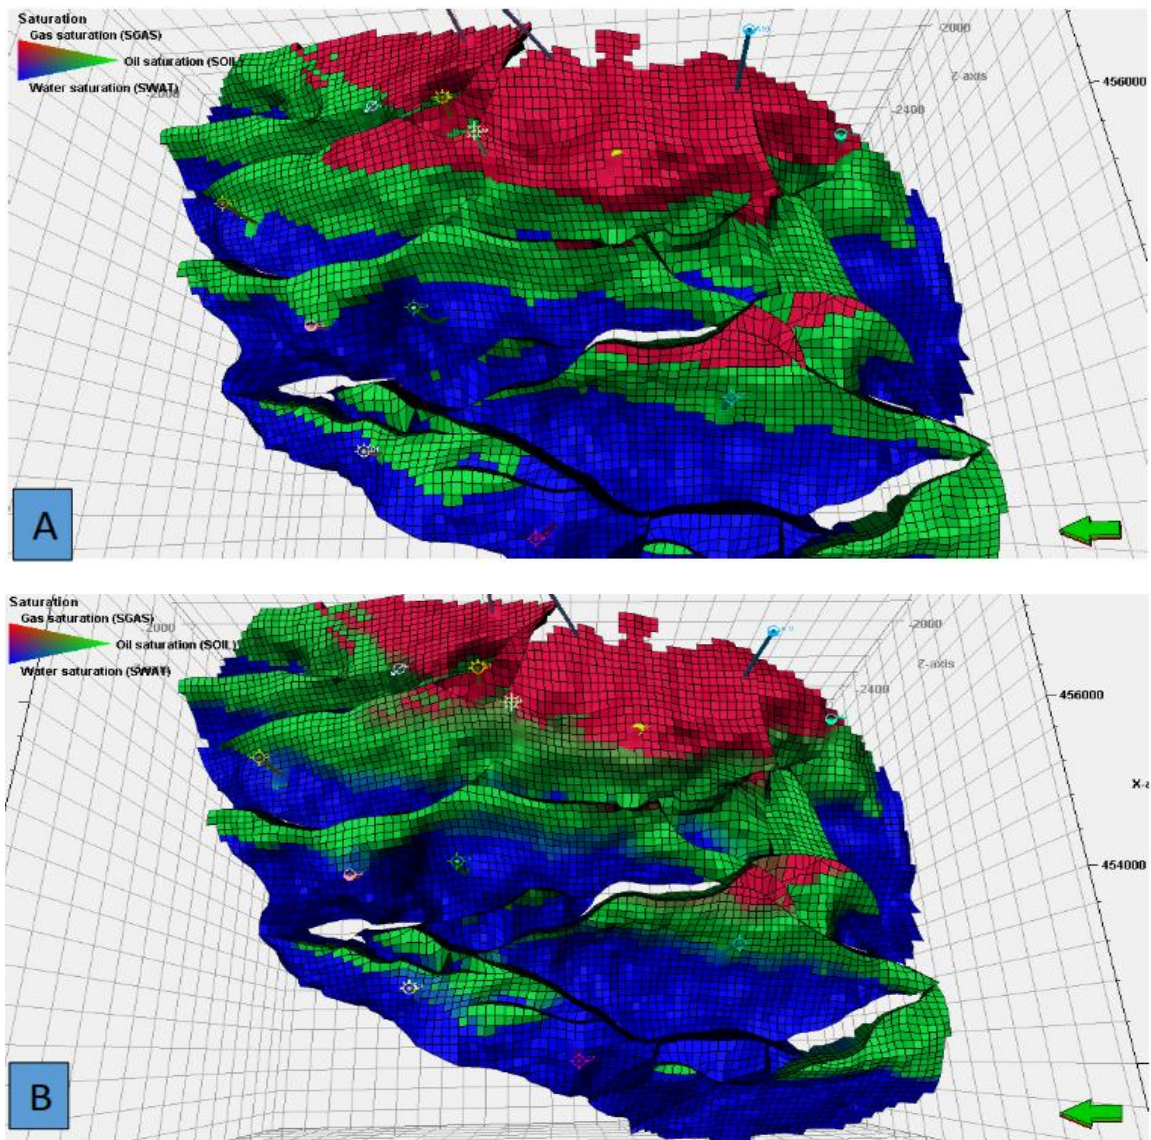 Saturation
Gas saturation (SGAS)
Oil saturation (SOIL)
Water saturation (SWAT)
-2000
-2000
Z-axis
-2400
456000
A
Saturation
Gas saturation (SGAS)
Oil saturation (SOIL)
Water saturation (SWAT)
-2000
-2000
Z-axis
-2400
456000
454000
B